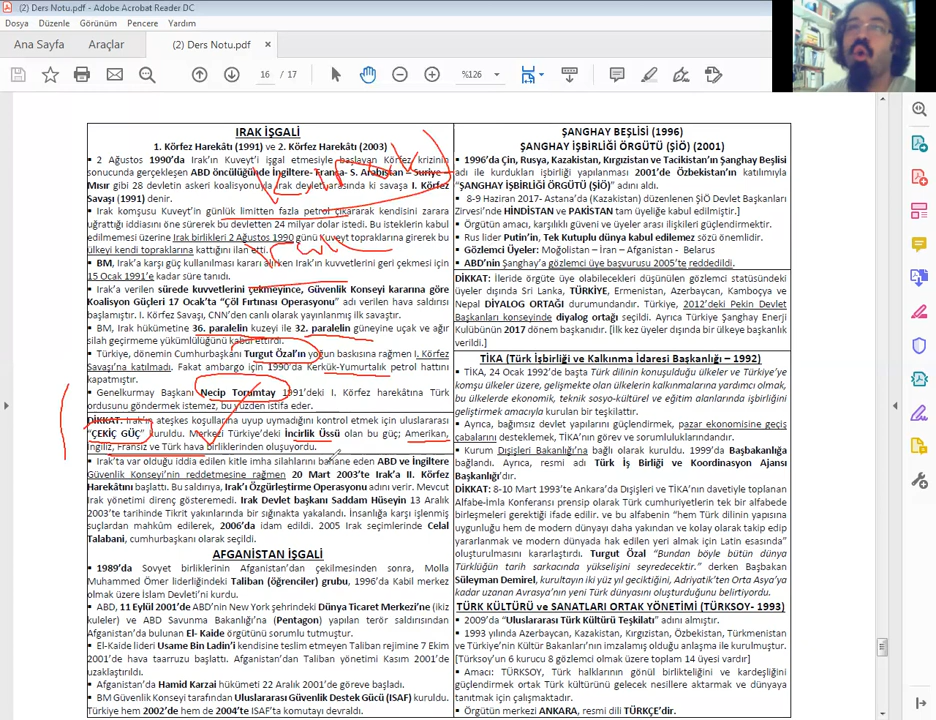 (2) Ders Notu.pdf - Adobe Acrobat Reader DC
Dosya Düzenle Görünüm Pencere Yardım
Ana Sayfa Araçlar (2) Ders Notu.pdf ×
16 / 17 %126
IRAK İŞGALİ
1. Körfez Harekâtı (1991) ve 2. Körfez Harekâtı (2003)
▪ 2 Ağustos 1990'da Irak'ın Kuveyt'i işgal etmesiyle başlayan Körfez krizinin
sonucunda gerçekleşen ABD öncülüğünde İngiltere- Fransa- S. Arabistan – Suriye –
Mısır gibi 28 devletin askeri koalisyonuyla Irak devleti arasında ki savaşa I. Körfez
Savaşı (1991) denir.
▪ Irak komşusu Kuveyt'in günlük limitten fazla petrol çıkararak kendisini zarara
uğrattığı iddiasını öne sürerek bu devletten 24 milyar dolar istedi. Bu isteklerin kabul
edilmemesi üzerine Irak birlikleri 2 Ağustos 1990 günü Kuveyt topraklarına girerek bu
ülkeyi kendi topraklarına kattığını ilan etti.
▪ BM, Irak'a karşı güç kullanılması kararı alırken Irak'ın kuvvetlerini geri çekmesi için
15 Ocak 1991'e kadar süre tanıdı.
▪ Irak'a verilen sürede kuvvetlerini çekmeyince, Güvenlik Konseyi kararına göre
Koalisyon Güçleri 17 Ocak'ta “Çöl Fırtınası Operasyonu” adı verilen hava saldırısı
başlamıştır. I. Körfez Savaşı, CNN'den canlı olarak yayınlanmış ilk savaştır.
▪ BM, Irak hükümetine 36. paralelin kuzeyi ile 32. paralelin güneyine uçak ve ağır
silah geçirmeme yükümlülüğünü kabul ettirdi.
▪ Türkiye, dönemin Cumhurbaşkanı Turgut Özal'ın yoğun baskısına rağmen I. Körfez
Savaşı'na katılmadı. Fakat ambargo için 1990'da Kerkük-Yumurtalık petrol hattını
kapatmıştır.
▪ Genelkurmay Başkanı Necip Torumtay 1991'deki I. Körfez harekatına Türk
ordusunu göndermek istemez, bu yüzden istifa eder.
DİKKAT: Irak'ın ateşkes koşullarına uyup uymadığını kontrol etmek için uluslararası
“ÇEKİÇ GÜÇ” kuruldu. Merkezi Türkiye'deki İncirlik Üssü olan bu güç; Amerikan,
İngiliz, Fransız ve Türk hava birliklerinden oluşuyordu.
▪ Irak'ta var olduğu iddia edilen kitle imha silahlarını bahane eden ABD ve İngiltere
Güvenlik Konseyi'nin reddetmesine rağmen 20 Mart 2003'te Irak'a II. Körfez
Harekâtını başlattı. Bu saldırıya, Irak'ı Özgürleştirme Operasyonu adını verir. Mevcut
Irak yönetimi direnç gösteremedi. Irak Devlet başkanı Saddam Hüseyin 13 Aralık
2003'te tarihinde Tikrit yakınlarında bir sığınakta yakalandı. İnsanlığa karşı işlenmiş
suçlardan mahkûm edilerek, 2006'da idam edildi. 2005 Irak seçimlerinde Celal
Talabani, cumhurbaşkanı olarak seçildi.
AFGANİSTAN İŞGALİ
▪ 1989'da Sovyet birliklerinin Afganistan'dan çekilmesinden sonra, Molla
Muhammed Ömer liderliğindeki Taliban (öğrenciler) grubu, 1996'da Kabil merkez
olmak üzere İslam Devleti'ni kurdu.
▪ ABD, 11 Eylül 2001'de ABD'nin New York şehrindeki Dünya Ticaret Merkezi'ne (ikiz
kuleler) ve ABD Savunma Bakanlığı'na (Pentagon) yapılan terör saldırısından
Afganistan'da bulunan El- Kaide örgütünü sorumlu tutmuştur.
▪ El-Kaide lideri Usame Bin Ladin'i kendisine teslim etmeyen Taliban rejimine 7 Ekim
2001'de hava taarruzu başlattı. Afganistan'dan Taliban yönetimi Kasım 2001'de
uzaklaştırıldı.
▪ Afganistan'da Hamid Karzai hükümeti 22 Aralık 2001'de göreve başladı.
▪ BM Güvenlik Konseyi tarafından Uluslararası Güvenlik Destek Gücü (ISAF) kuruldu.
Türkiye hem 2002'de hem de 2004'te ISAF'ta komutayı devraldı.
ŞANGHAY BEŞLİSİ (1996)
ŞANGHAY İŞBİRLİĞİ ÖRGÜTÜ (ŞİÖ) (2001)
▪ 1996'da Çin, Rusya, Kazakistan, Kırgızistan ve Tacikistan'ın Şanghay Beşlisi
adı ile kurdukları işbirliği yapılanması 2001'de Özbekistan'ın katılımıyla
“ŞANGHAY İŞBİRLİĞİ ÖRGÜTÜ” (ŞİÖ) adını aldı.
▪ 8-9 Haziran 2017- Astana'da (Kazakistan) düzenlenen ŞİÖ Devlet Başkanları
Zirvesi'nde HİNDİSTAN ve PAKİSTAN tam üyeliğe kabul edilmiştir.]
▪ Örgütün amacı, karşılıklı güveni ve üyeler arası ilişkileri güçlendirmektir.
▪ Rus lider Putin'in, Tek Kutuplu dünya kabul edilemez sözü önemlidir.
▪ Gözlemci Üyeler: Moğolistan – İran – Afganistan - Belarus
▪ ABD'nin Şanghay'a gözlemci üye başvurusu 2005'te reddedildi.
DİKKAT: İleride örgüte üye olabilecekleri düşünülen gözlemci statüsündeki
üyeler dışında Sri Lanka, TÜRKİYE, Ermenistan, Azerbaycan, Kamboçya ve
Nepal DİYALOG ORTAĞI durumundadır. Türkiye, 2012'deki Pekin Devlet
Başkanları konseyinde diyalog ortağı seçildi. Ayrıca Türkiye Şanghay Enerji
Kulübünün 2017 dönem başkanıdır. [İlk kez üyeler dışında bir ülkeye başkanlık
verildi.]
TİKA (Türk İşbirliği ve Kalkınma İdaresi Başkanlığı – 1992)
▪ TİKA, 24 Ocak 1992'de başta Türk dilinin konuşulduğu ülkeler ve Türkiye'ye
komşu ülkeler üzere, gelişmekte olan ülkelerin kalkınmalarına yardımcı olmak,
bu ülkelerde ekonomik, teknik sosyo-kültürel ve eğitim alanlarında işbirliğini
geliştirmek amacıyla kurulan bir teşkilattır.
▪ Ayrıca, bağımsız devlet yapılarını güçlendirmek, pazar ekonomisine geçiş
çabalarını desteklemek, TİKA'nın görev ve sorumluluklarındandır.
▪ Kurum Dışişleri Bakanlığı'na bağlı olarak kuruldu. 1999'da Başbakanlığa
bağlandı. Ayrıca, resmi adı Türk İş Birliği ve Koordinasyon Ajansı
Başkanlığı'dır.
DİKKAT: 8-10 Mart 1993'te Ankara'da Dışişleri ve TİKA'nın davetiyle toplanan
Alfabe-İmla Konferansı prensip olarak Türk cumhuriyetlerin tek bir alfabede
birleşmeleri gerektiği ifade edilir. ve bu alfabenin “hem Türk dilinin yapısına
uygunluğu hem de modern dünyadı daha yakından ve kolay olarak takip edip
yararlanmak ve modern dünyada hak edilen yeri almak için Latin esasında”
oluşturulmasını kararlaştırdı. Turgut Özal “Bundan böyle bütün dünya
Türklüğün tarih sarkacında yükselişini seyredecektir.” derken Başbakan
Süleyman Demirel, kurultayın iki yüz yıl geciktiğini, Adriyatik'ten Orta Asya'ya
kadar uzanan Avrasya'nın yeni Türk dünyasını oluşturduğunu belirtiyordu.
TÜRK KÜLTÜRÜ ve SANATLARI ORTAK YÖNETİMİ (TÜRKSOY- 1993)
▪ 2009'da “Uluslararası Türk Kültürü Teşkilatı” adını almıştır.
▪ 1993 yılında Azerbaycan, Kazakistan, Kırgızistan, Özbekistan, Türkmenistan
ve Türkiye'nin Kültür Bakanları'nın imzalamış olduğu anlaşma ile kurulmuştur.
[Türksoy'un 6 kurucu 8 gözlemci olmak üzere toplam 14 üyesi vardır]
▪ Amacı: TÜRKSOY, Türk halklarının gönül birlikteliğini ve kardeşliğini
güçlendirmek ortak Türk kültürünü gelecek nesillere aktarmak ve dünyaya
tanıtmak için çalışmaktadır.
▪ Örgütün merkezi ANKARA, resmi dili TÜRKÇE'dir.